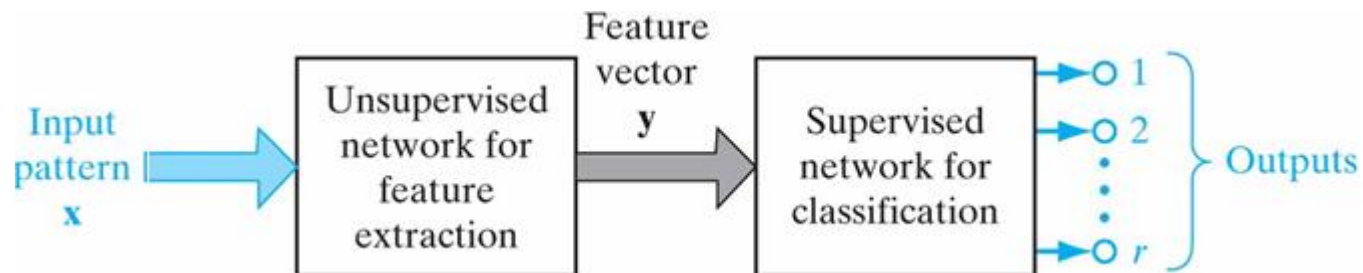 Input
pattern
x
Unsupervised
network for
feature
extraction
Feature
vector
y
Supervised
network for
classification
1
2
r
Outputs